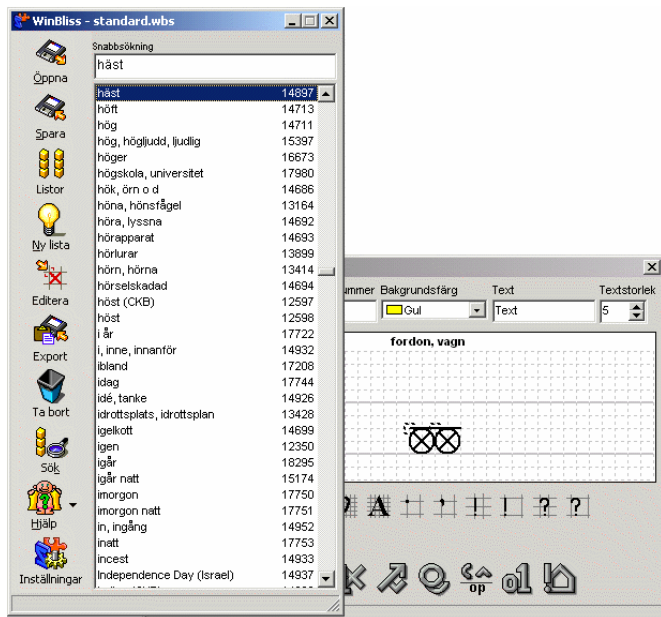 WinBliss - standard.wbs
Öppna
Spara
Listor
Ny lista
Editera
Export
Ta bort
Sök
Hjälp
Inställningar
Snabbsökning
häst
häst 14897
höft 14713
hög 14711
hög, högljudd, ljudlig 15397
höger 16673
högskola, universitet 17980
hök, örn o d 14686
höna, hönsfågel 13164
höra, lyssna 14692
hörapparat 14693
hörlurar 13899
hörn, hörna 13414
hörselskadad 14694
höst (CKB) 12597
höst 12598
i år 17722
i, inne, innanför 14932
ibland 17208
idag 17744
idé, tanke 14926
idrottsplats, idrottsplan 13428
igelkott 14699
igen 12350
igår 18295
igår natt 15174
imorgon 17750
imorgon natt 17751
in, ingång 14952
inatt 17753
incest 14933
Independence Day (Israel) 14937
ummer Bakgrundsfärg Text Textstorlek
Gul Text 5
fordon, vagn
A ! ! ? ?
op a1